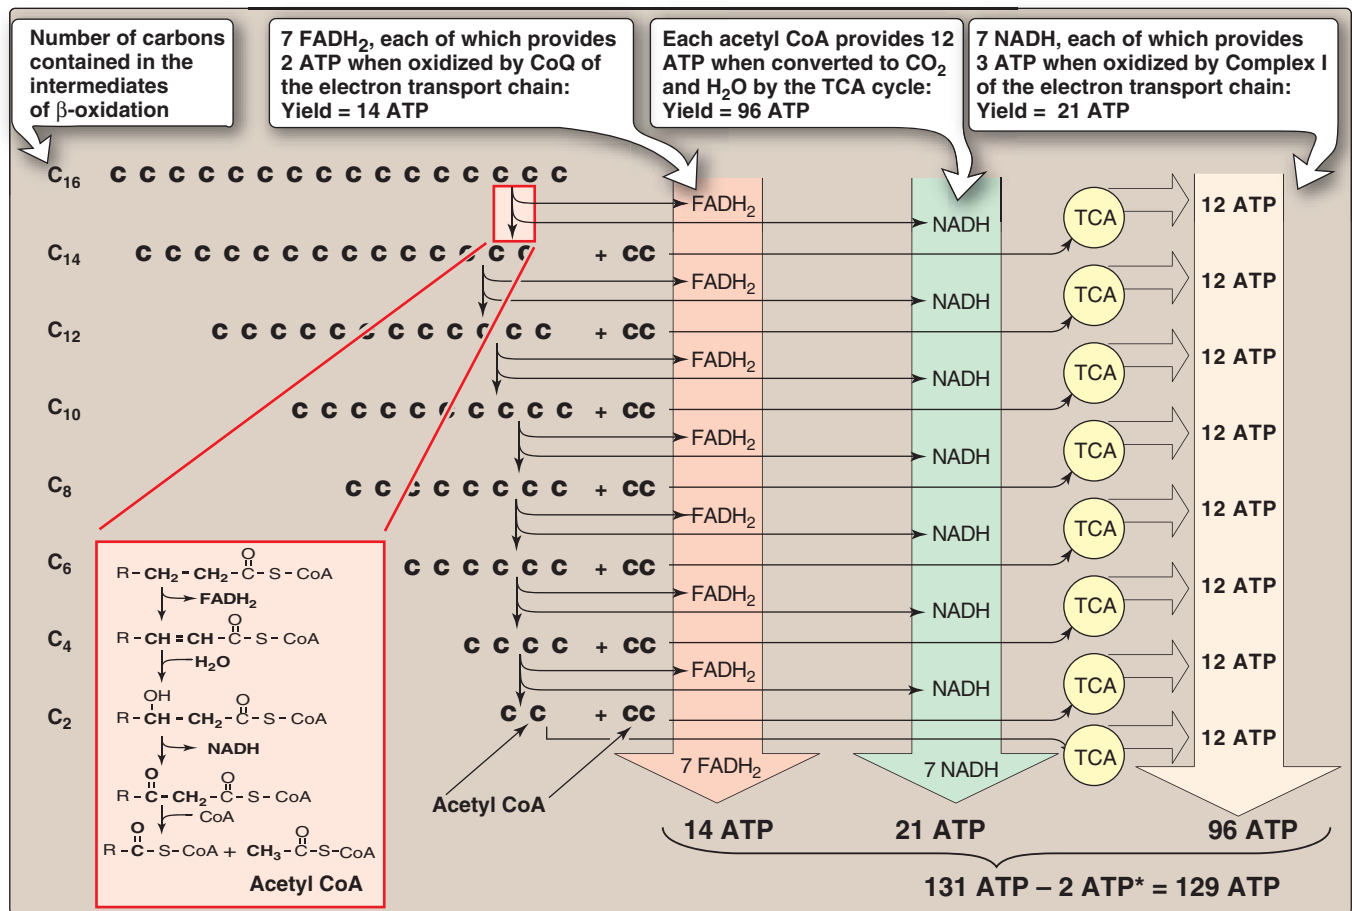 Number of carbons
contained in the
intermediates
of β-oxidation
7 FADH₂, each of which provides
2 ATP when oxidized by CoQ of
the electron transport chain:
Yield = 14 ATP
Each acetyl CoA provides 12
ATP when converted to CO₂
and H₂O by the TCA cycle:
Yield = 96 ATP
7 NADH, each of which provides
3 ATP when oxidized by Complex I
of the electron transport chain:
Yield = 21 ATP
C₁₆ C C C C C C C C C C C C C C C C
FADH₂ NADH TCA 12 ATP
C₁₄ C C C C C C C C C C C C C C + CC
FADH₂ NADH TCA 12 ATP
C₁₂ C C C C C C C C C C C C + CC
FADH₂ NADH TCA 12 ATP
C₁₀ C C C C C C C C C C + CC
FADH₂ NADH TCA 12 ATP
C₈ C C C C C C C C + CC
FADH₂ NADH TCA 12 ATP
C₆ C C C C C C + CC
FADH₂ NADH TCA 12 ATP
C₄ C C C C + CC
FADH₂ NADH TCA 12 ATP
C₂ C C + CC
TCA 12 ATP
7 FADH₂ 7 NADH
Acetyl CoA
14 ATP 21 ATP 96 ATP
131 ATP – 2 ATP* = 129 ATP
O
R–CH₂–CH₂–C–S–CoA
FADH₂
O
R–CH=CH–C–S–CoA
H₂O
OH O
R–CH–CH₂–C–S–CoA
NADH
O O
R–C–CH₂–C–S–CoA
CoA
O O
R–C–S–CoA + CH₃–C–S–CoA
Acetyl CoA